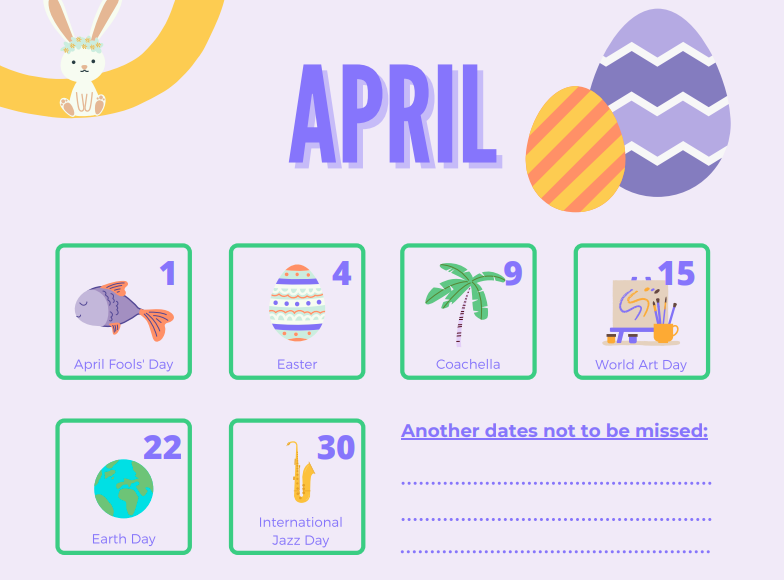 APRIL
1
April Fools' Day
4
Easter
9
Coachella
15
World Art Day
22
Earth Day
30
International
Jazz Day
Another dates not to be missed: